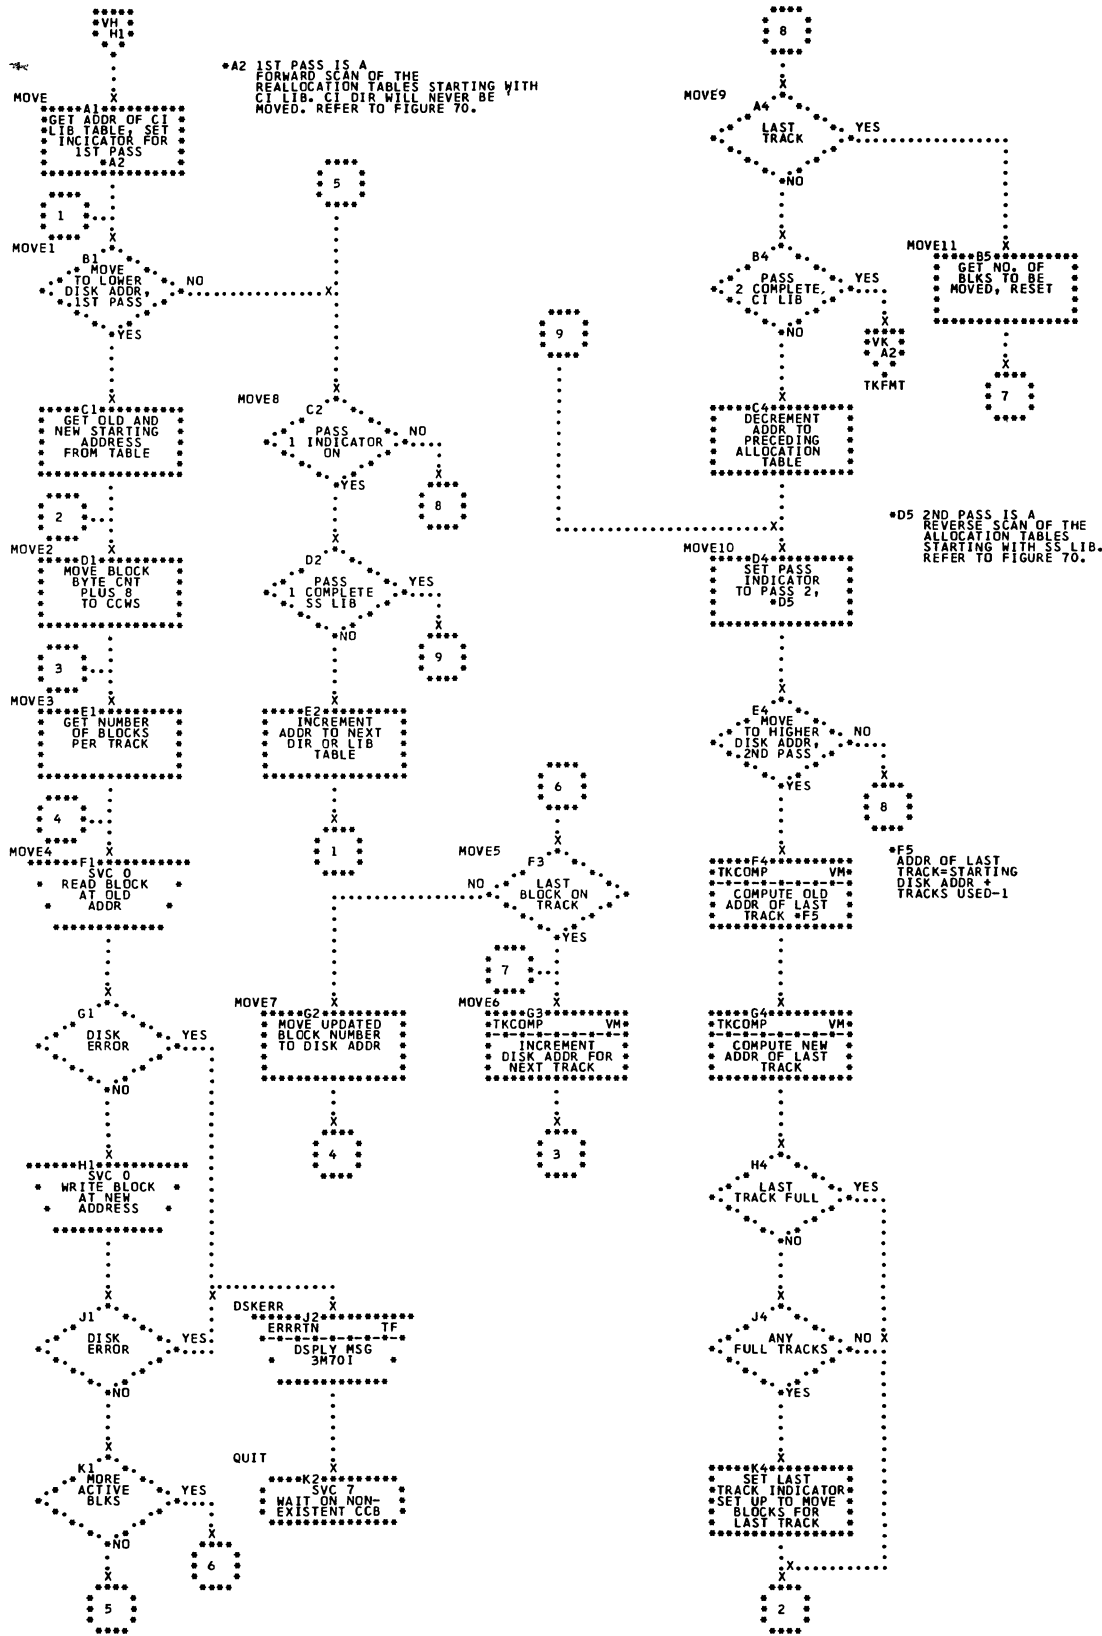 VH
H1
*A2 1ST PASS IS A
FORWARD SCAN OF THE
REALLOCATION TABLES STARTING WITH
CI LIB. CI DIR WILL NEVER BE
MOVED. REFER TO FIGURE 70.
MOVE
A1
GET ADDR OF CI
LIB TABLE, SET
INCICATOR FOR
1ST PASS
*A2
1
MOVE1
B1
MOVE
TO LOWER
DISK ADDR,
1ST PASS
NO
YES
C1
GET OLD AND
NEW STARTING
ADDRESS
FROM TABLE
2
MOVE2
D1
MOVE BLOCK
BYTE CNT
PLUS 8
TO CCWS
3
MOVE3
E1
GET NUMBER
OF BLOCKS
PER TRACK
4
MOVE4
F1
SVC 0
READ BLOCK
AT OLD
ADDR
G1
DISK
ERROR
YES
NO
H1
SVC 0
WRITE BLOCK
AT NEW
ADDRESS
J1
DISK
ERROR
YES
NO
K1
MORE
ACTIVE
BLKS
YES
NO
6
5
5
MOVE8
C2
PASS
1 INDICATOR
ON
NO
YES
8
D2
PASS
1 COMPLETE
SS LIB
YES
NO
9
E2
INCREMENT
ADDR TO NEXT
DIR OR LIB
TABLE
1
MOVE7
G2
MOVE UPDATED
BLOCK NUMBER
TO DISK ADDR
4
DSKERR
J2
ERRRTN TF
DSPLY MSG
3M70I
QUIT
K2
SVC 7
WAIT ON NON-
EXISTENT CCB
9
6
MOVE5
F3
LAST
BLOCK ON
TRACK
NO
YES
7
MOVE6
G3
*TKCOMP VM*
INCREMENT
DISK ADDR FOR
NEXT TRACK
3
8
MOVE9
A4
LAST
TRACK
YES
NO
B4
PASS
2 COMPLETE,
CI LIB
YES
NO
VK
A2
TKFMT
MOVE11
B5
GET NO. OF
BLKS TO BE
MOVED, RESET
7
C4
DECREMENT
ADDR TO
PRECEDING
ALLOCATION
TABLE
*D5 2ND PASS IS A
REVERSE SCAN OF THE
ALLOCATION TABLES
STARTING WITH SS LIB.
REFER TO FIGURE 70.
MOVE10
D4
SET PASS
INDICATOR
TO PASS 2,
*D5
E4
MOVE
TO HIGHER
DISK ADDR,
2ND PASS
NO
YES
8
*F5
ADDR OF LAST
TRACK=STARTING
DISK ADDR +
TRACKS USED-1
F4
*TKCOMP VM*
COMPUTE OLD
ADDR OF LAST
TRACK *F5
G4
*TKCOMP VM*
COMPUTE NEW
ADDR OF LAST
TRACK
H4
LAST
TRACK FULL
YES
NO
J4
ANY
FULL TRACKS
NO
YES
K4
SET LAST
TRACK INDICATOR
SET UP TO MOVE
BLOCKS FOR
LAST TRACK
2